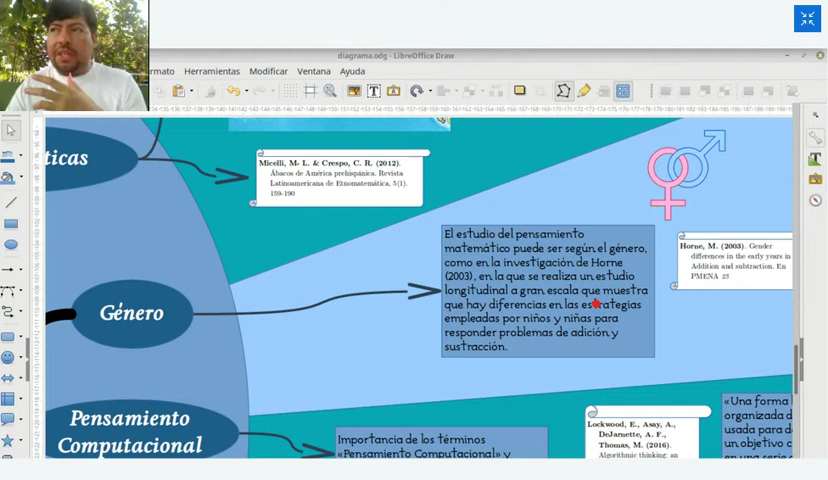 diagrama.odg - LibreOffice Draw
ormato Herramientas Modificar Ventana Ayuda
ticas
Micelli, M- L. & Crespo, C. R. (2012).
Ábacos de América prehispánica. Revista
Latinoamericana de Etnomatemática, 5(1).
159-190
El estudio del pensamiento
matemático puede ser según el género,
como en la investigación de Horne
(2003), en la que se realiza un estudio
longitudinal a gran escala que muestra
que hay diferencias en las estrategias
empleadas por niños y niñas para
responder problemas de adición y
sustracción.
Horne, M. (2003). Gender
differences in the early years in
Addition and subtraction. En
PMENA 25
Género
Pensamiento
Computacional
Importancia de los términos
«Pensamiento Computacional» y
Lockwood, E., Asay, A.,
DeJarnette, A. F.,
Thomas, M. (2016).
Algorithmic thinking: an
«Una forma l
organizada d
usada para d
un objetivo c
en una serie